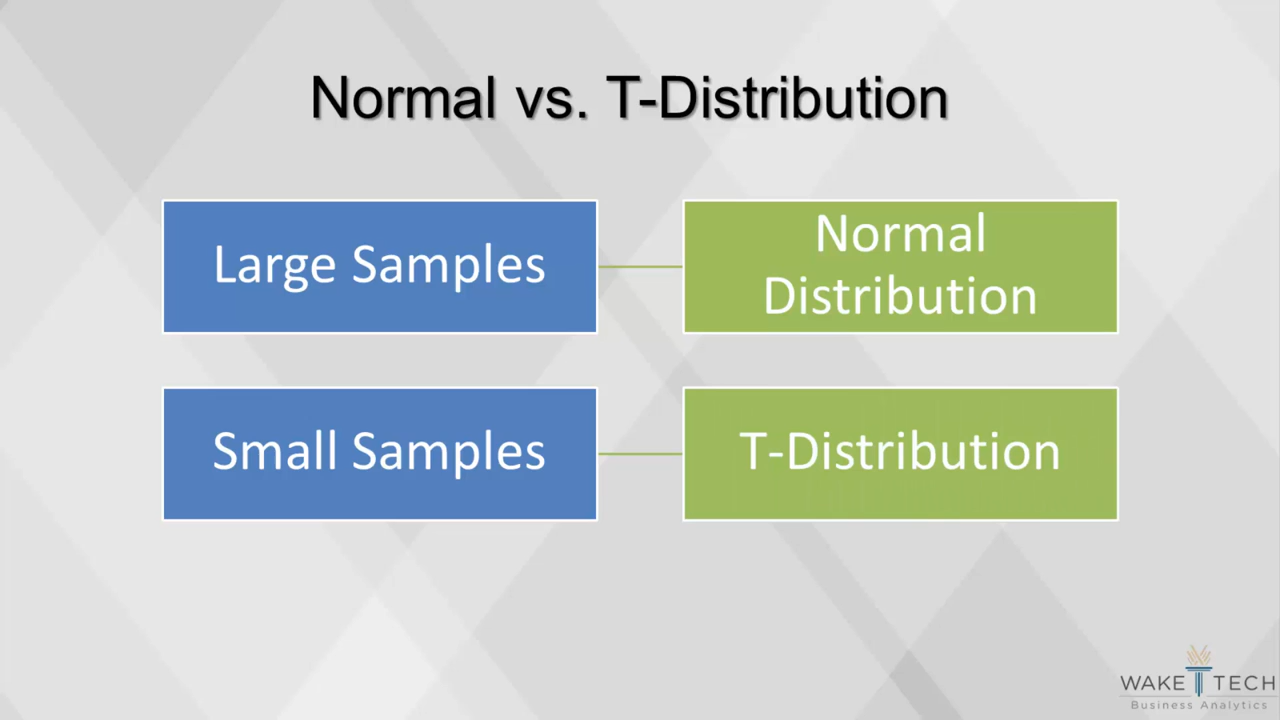 Normal vs. T-Distribution
Large Samples
Normal
Distribution
Small Samples
T-Distribution
WAKE TECH
Business Analytics